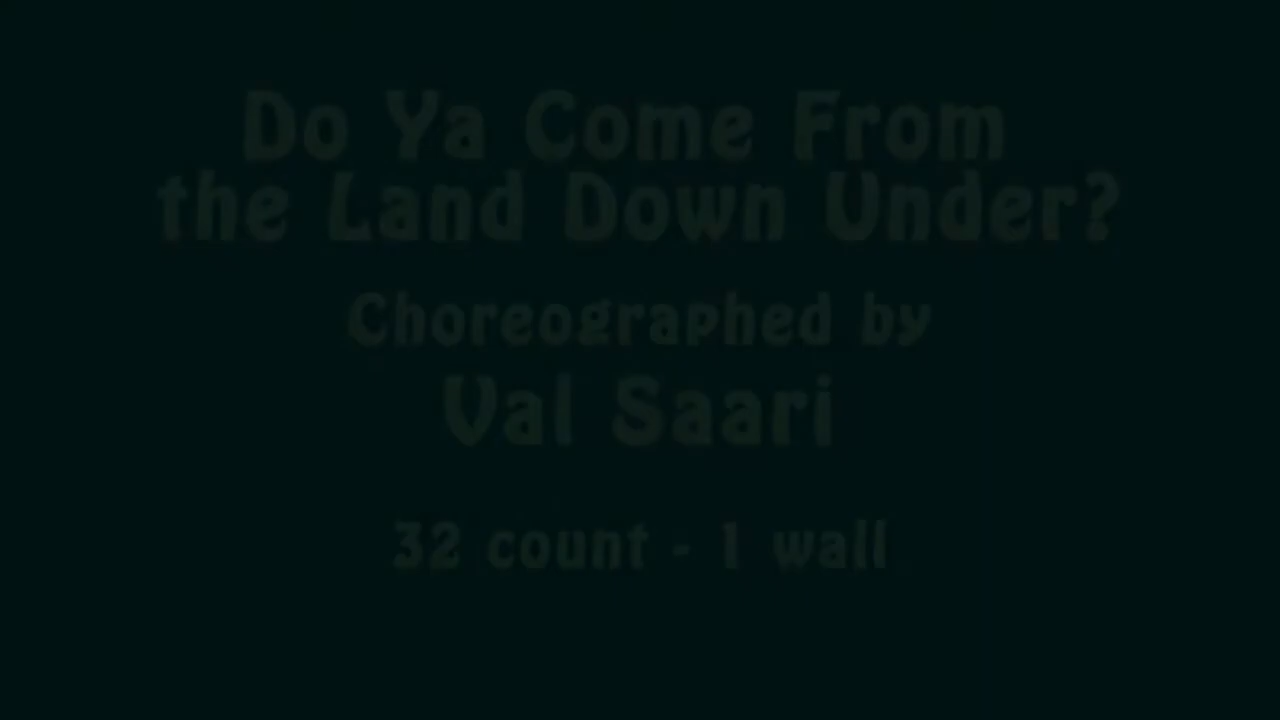 Do Ya Come From
the Land Down Under?
Choreographed by
Val Saari
32 count - 1 wall